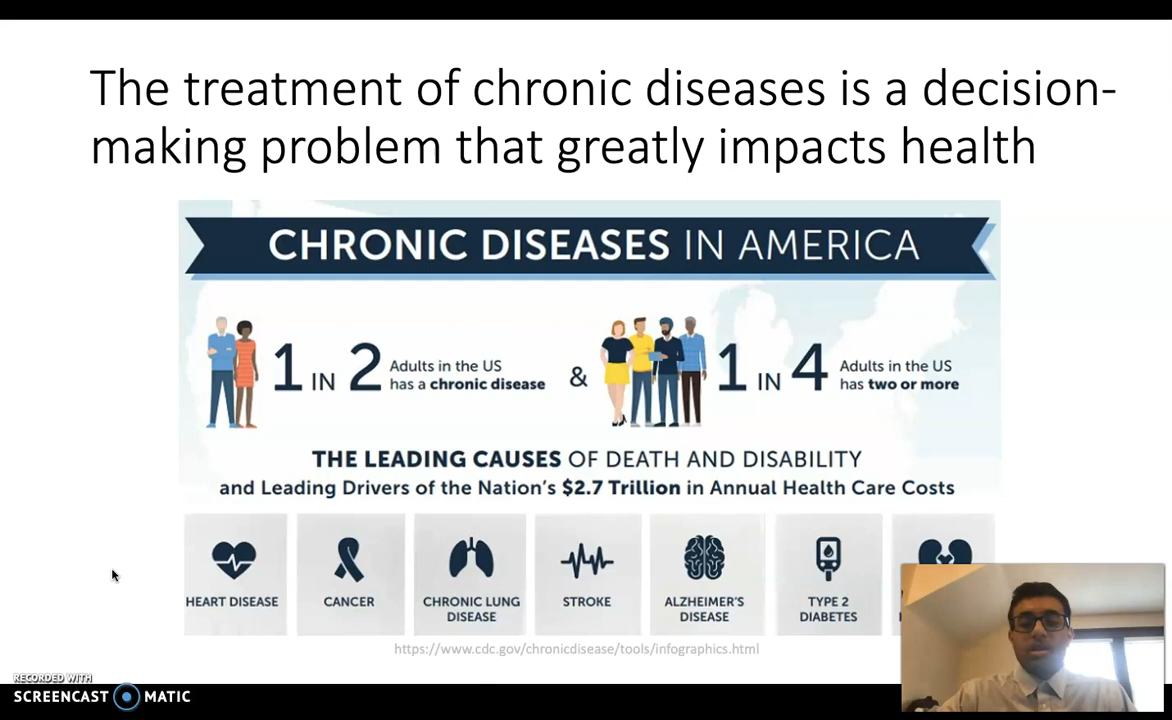 The treatment of chronic diseases is a decision-
making problem that greatly impacts health
CHRONIC DISEASES IN AMERICA
1 IN 2 Adults in the US
has a chronic disease
&
1 IN 4 Adults in the US
has two or more
THE LEADING CAUSES OF DEATH AND DISABILITY
and Leading Drivers of the Nation's $2.7 Trillion in Annual Health Care Costs
HEART DISEASE
CANCER
CHRONIC LUNG
DISEASE
STROKE
ALZHEIMER'S
DISEASE
TYPE 2
DIABETES
https://www.cdc.gov/chronicdisease/tools/infographics.html
RECORDED WITH
SCREENCAST MATIC